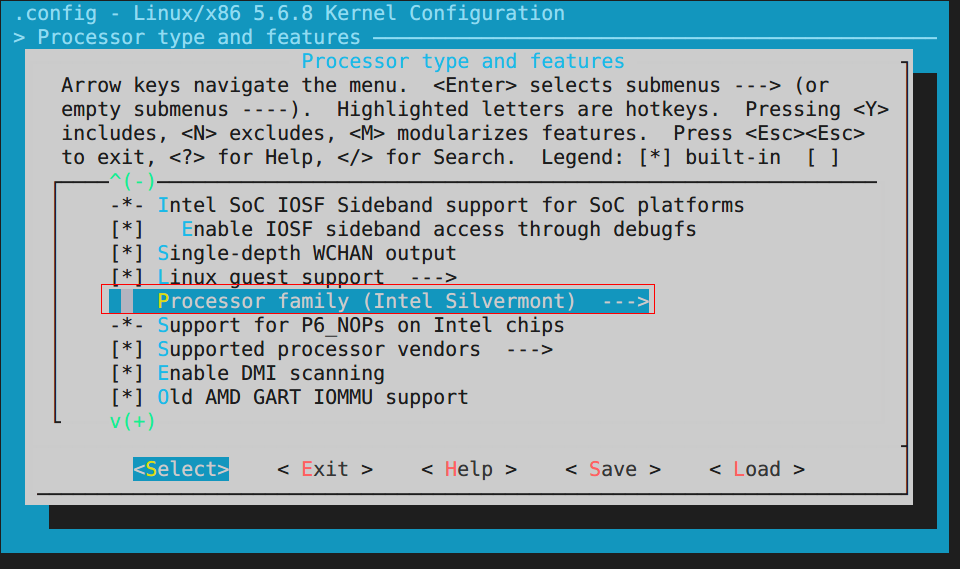 .config - Linux/x86 5.6.8 Kernel Configuration
> Processor type and features
Processor type and features
Arrow keys navigate the menu.  <Enter> selects submenus ---> (or
empty submenus ----).  Highlighted letters are hotkeys.  Pressing <Y>
includes, <N> excludes, <M> modularizes features.  Press <Esc><Esc>
to exit, <?> for Help, </> for Search.  Legend: [*] built-in  [ ]
^(-)
-*- Intel SoC IOSF Sideband support for SoC platforms
[*]   Enable IOSF sideband access through debugfs
[*] Single-depth WCHAN output
[*] Linux guest support  --->
Processor family (Intel Silvermont)  --->
-*- Support for P6_NOPs on Intel chips
[*] Supported processor vendors  --->
[*] Enable DMI scanning
[*] Old AMD GART IOMMU support
v(+)
<Select>    < Exit >    < Help >    < Save >    < Load >